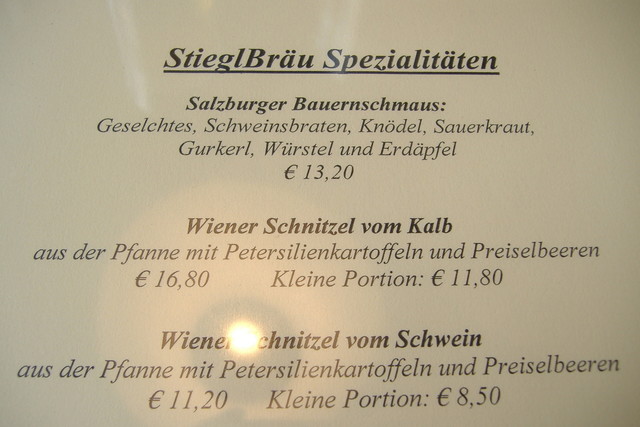 StieglBräu Spezialitäten
Salzburger Bauernschmaus:
Geselchtes, Schweinsbraten, Knödel, Sauerkraut,
Gurkerl, Würstel und Erdäpfel
€ 13,20
Wiener Schnitzel vom Kalb
aus der Pfanne mit Petersilienkartoffeln und Preiselbeeren
€ 16,80 Kleine Portion: € 11,80
Wiener Schnitzel vom Schwein
aus der Pfanne mit Petersilienkartoffeln und Preiselbeeren
€ 11,20 Kleine Portion: € 8,50